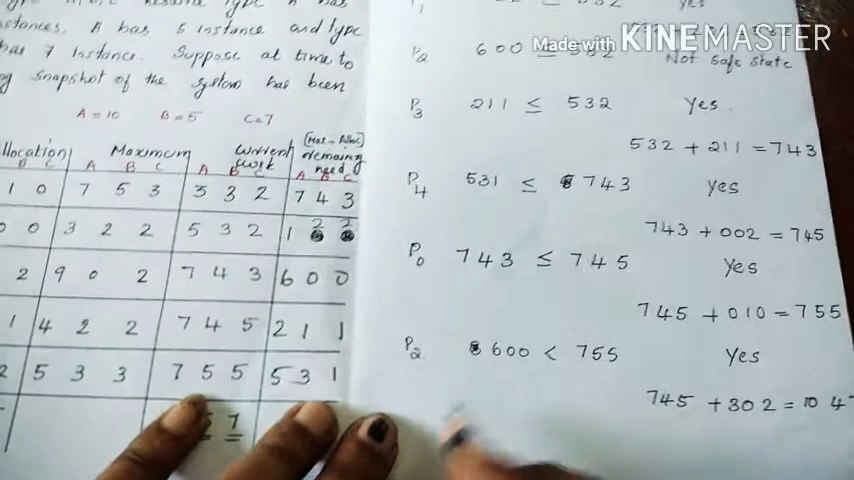 stances. B has 5 instance and type
has 7 Instance. Suppose at time to
Snapshot of the System has been
A = 10 B = 5 C = 7
llocation Maximum Current [Max - Alloc]
Work remaining need
B C A B C A B C A B C
1 0 7 5 3 3 3 2 7 4 3
0 0 3 2 2 5 3 2 1 2 2
2 9 0 2 7 4 3 6 0 0
1 4 2 2 7 4 5 2 1 1
2 5 3 3 7 5 5 5 3 1
7
Yes
P2 600 ≤ 532
Not safe state
P3 211 ≤ 532 Yes
532 + 211 = 743
P4 531 ≤ 743 Yes
743 + 002 = 745
P0 743 ≤ 745 Yes
745 + 010 = 755
P2 600 < 755 Yes
745 + 302 = 10 4
Made with KINEMASTER